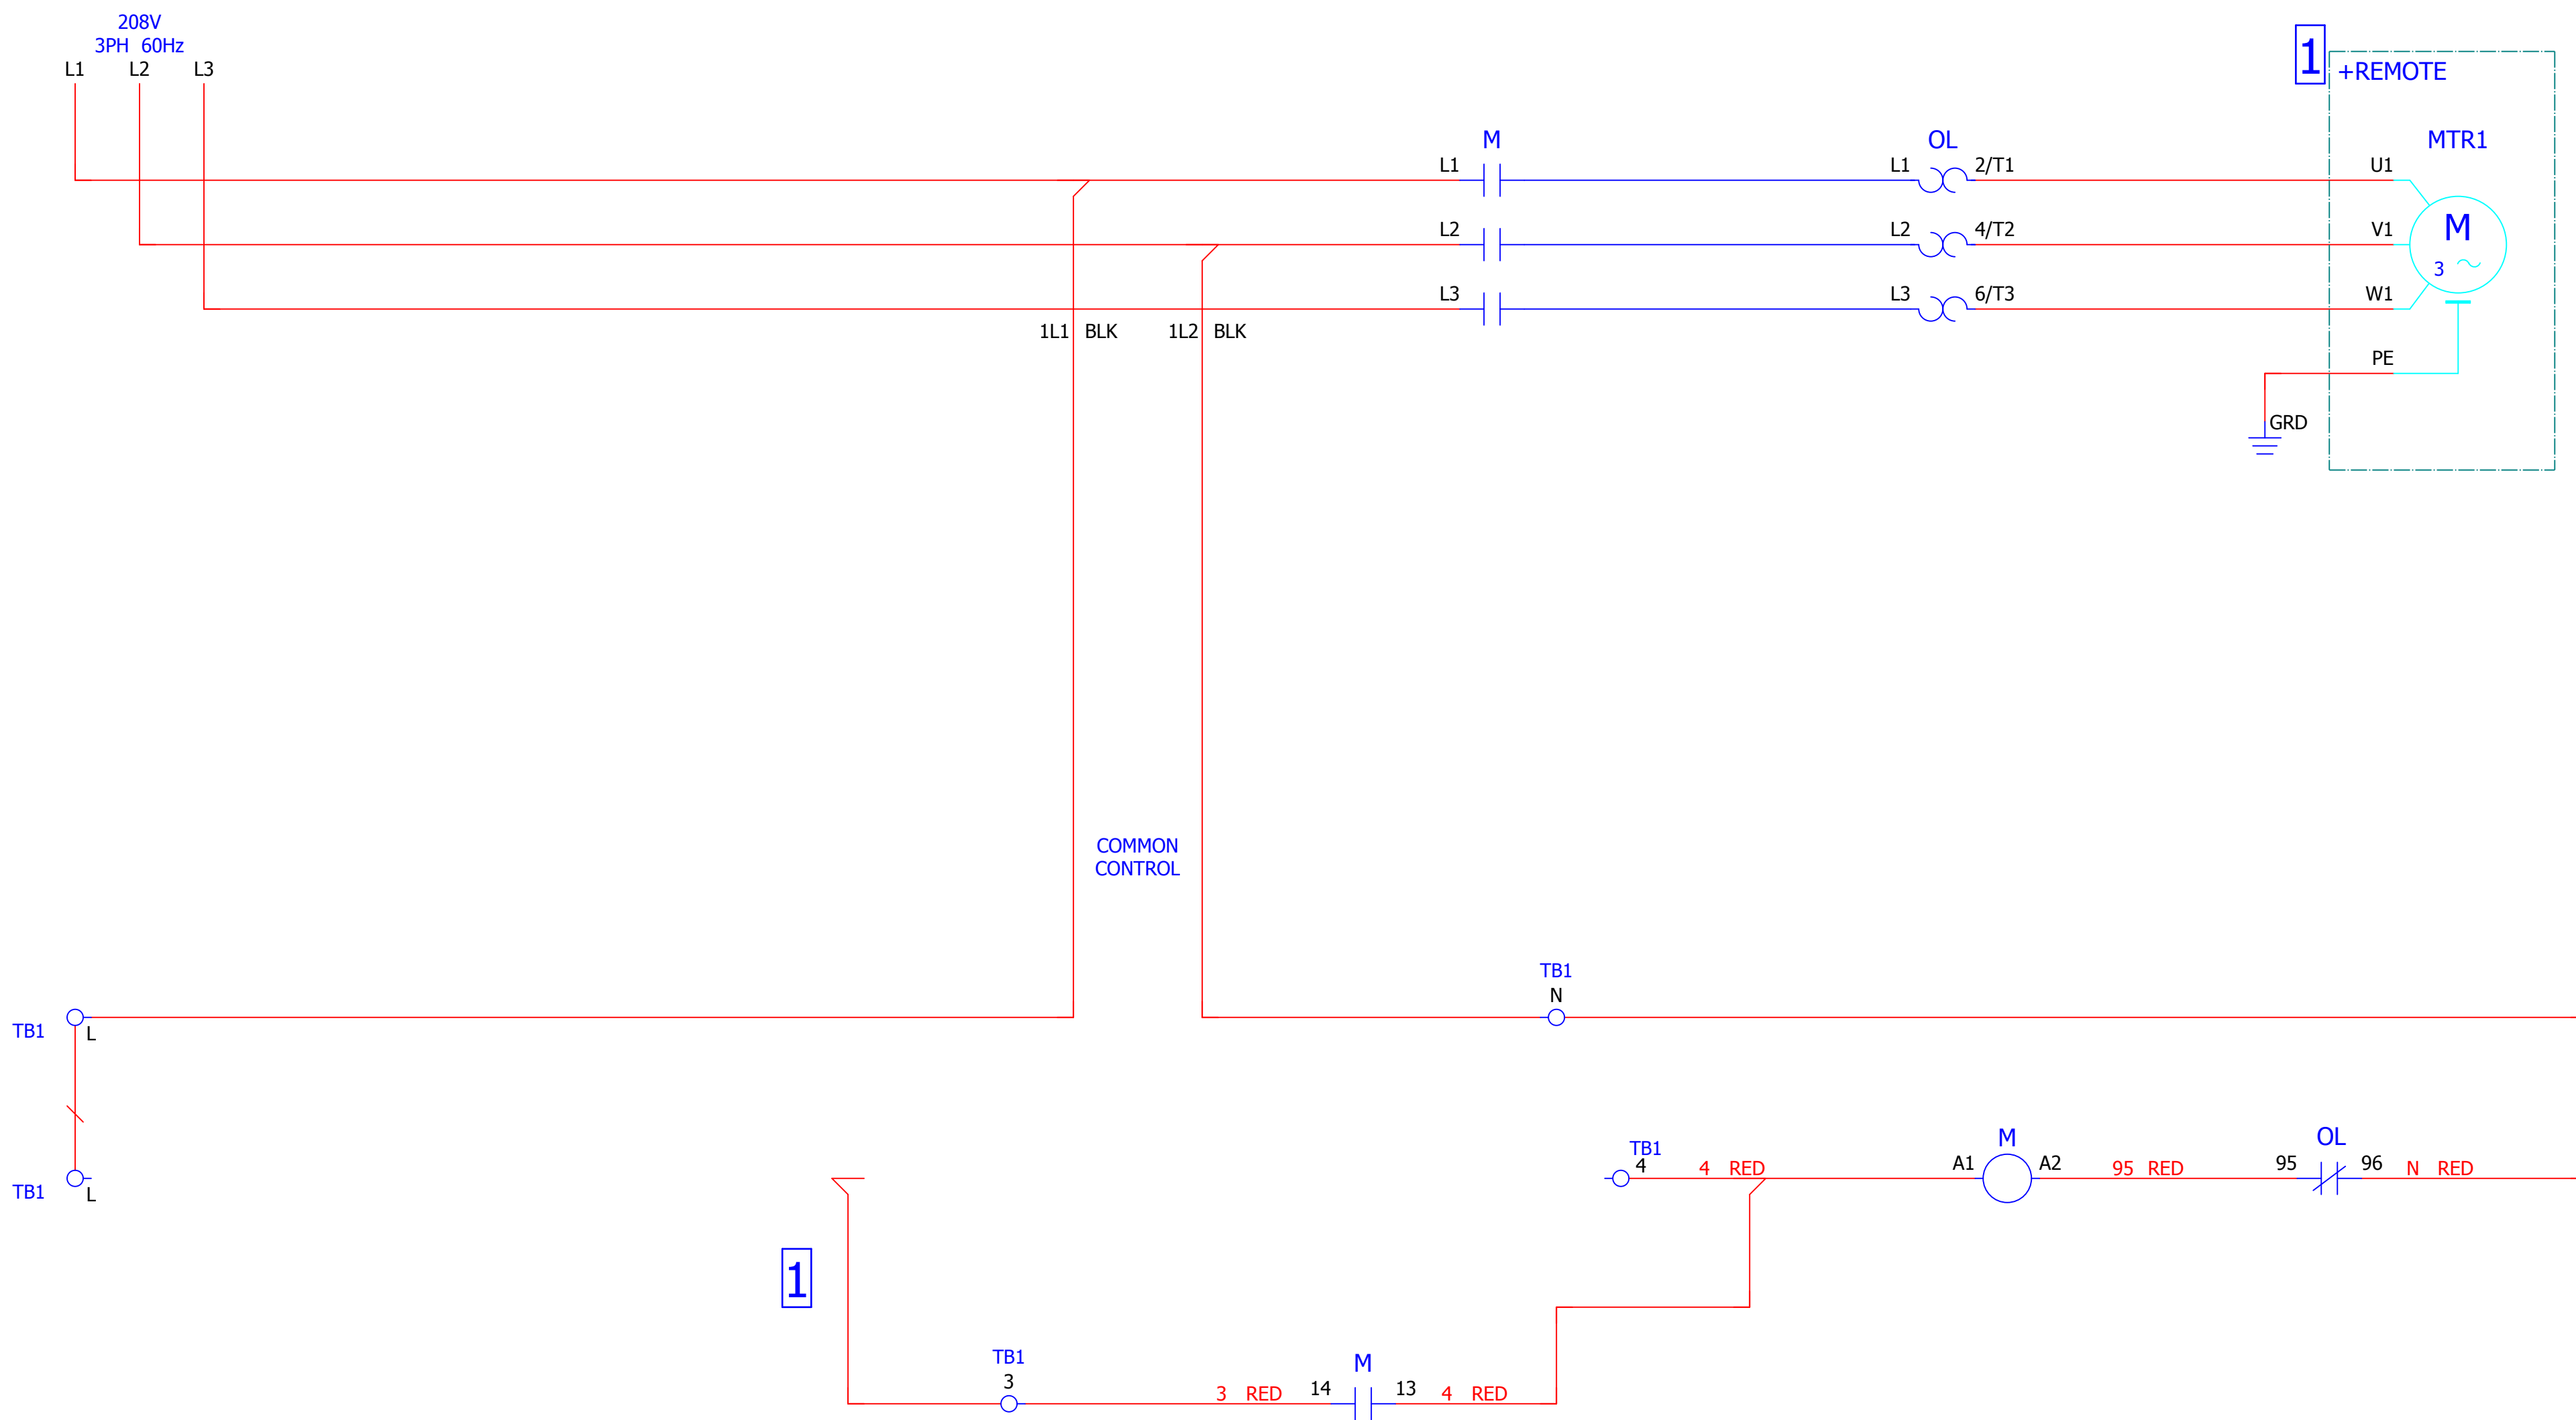 208V
3PH 60Hz
L1 L2 L3
1
+REMOTE
M OL MTR1
L1 L1 2/T1 U1
L2 L2 4/T2 V1
M
3
L3 L3 6/T3 W1
1L1 BLK 1L2 BLK
PE
GRD
COMMON
CONTROL
TB1
N
TB1 L
TB1
4 4 RED
M
A1 A2 95 RED
OL
95 96 N RED
TB1 L
1
TB1
3
3 RED
M
14 13 4 RED